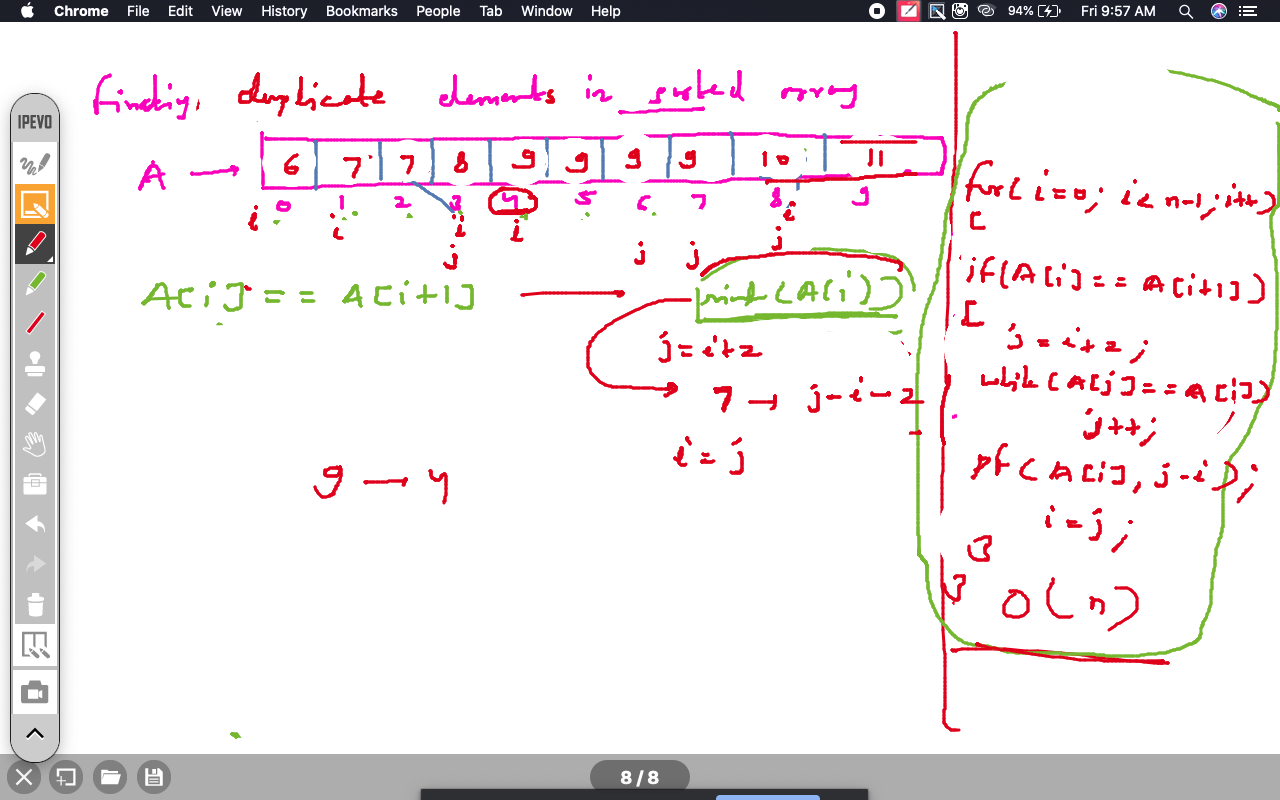 Chrome File Edit View History Bookmarks People Tab Window Help 94% Fri 9:57 AM
IPEVO
finding duplicate elements in sorted array
A → 6 7 7 8 9 9 9 9 10 11
i 0 1 2 3 4 5 6 7 8 9
i i i i
j j j j
A[i] == A[i+1] → print(A[i])
j = i+2
7 → j-i-2
i = j
9 → 4
for(i=0; i<n-1; i++)
[
if(A[i]==A[i+1])
[
j = i+2;
while(A[j]==A[i])
j++;
pf(A[i], j-i);
i = j;
}
}
O(n)
8/8